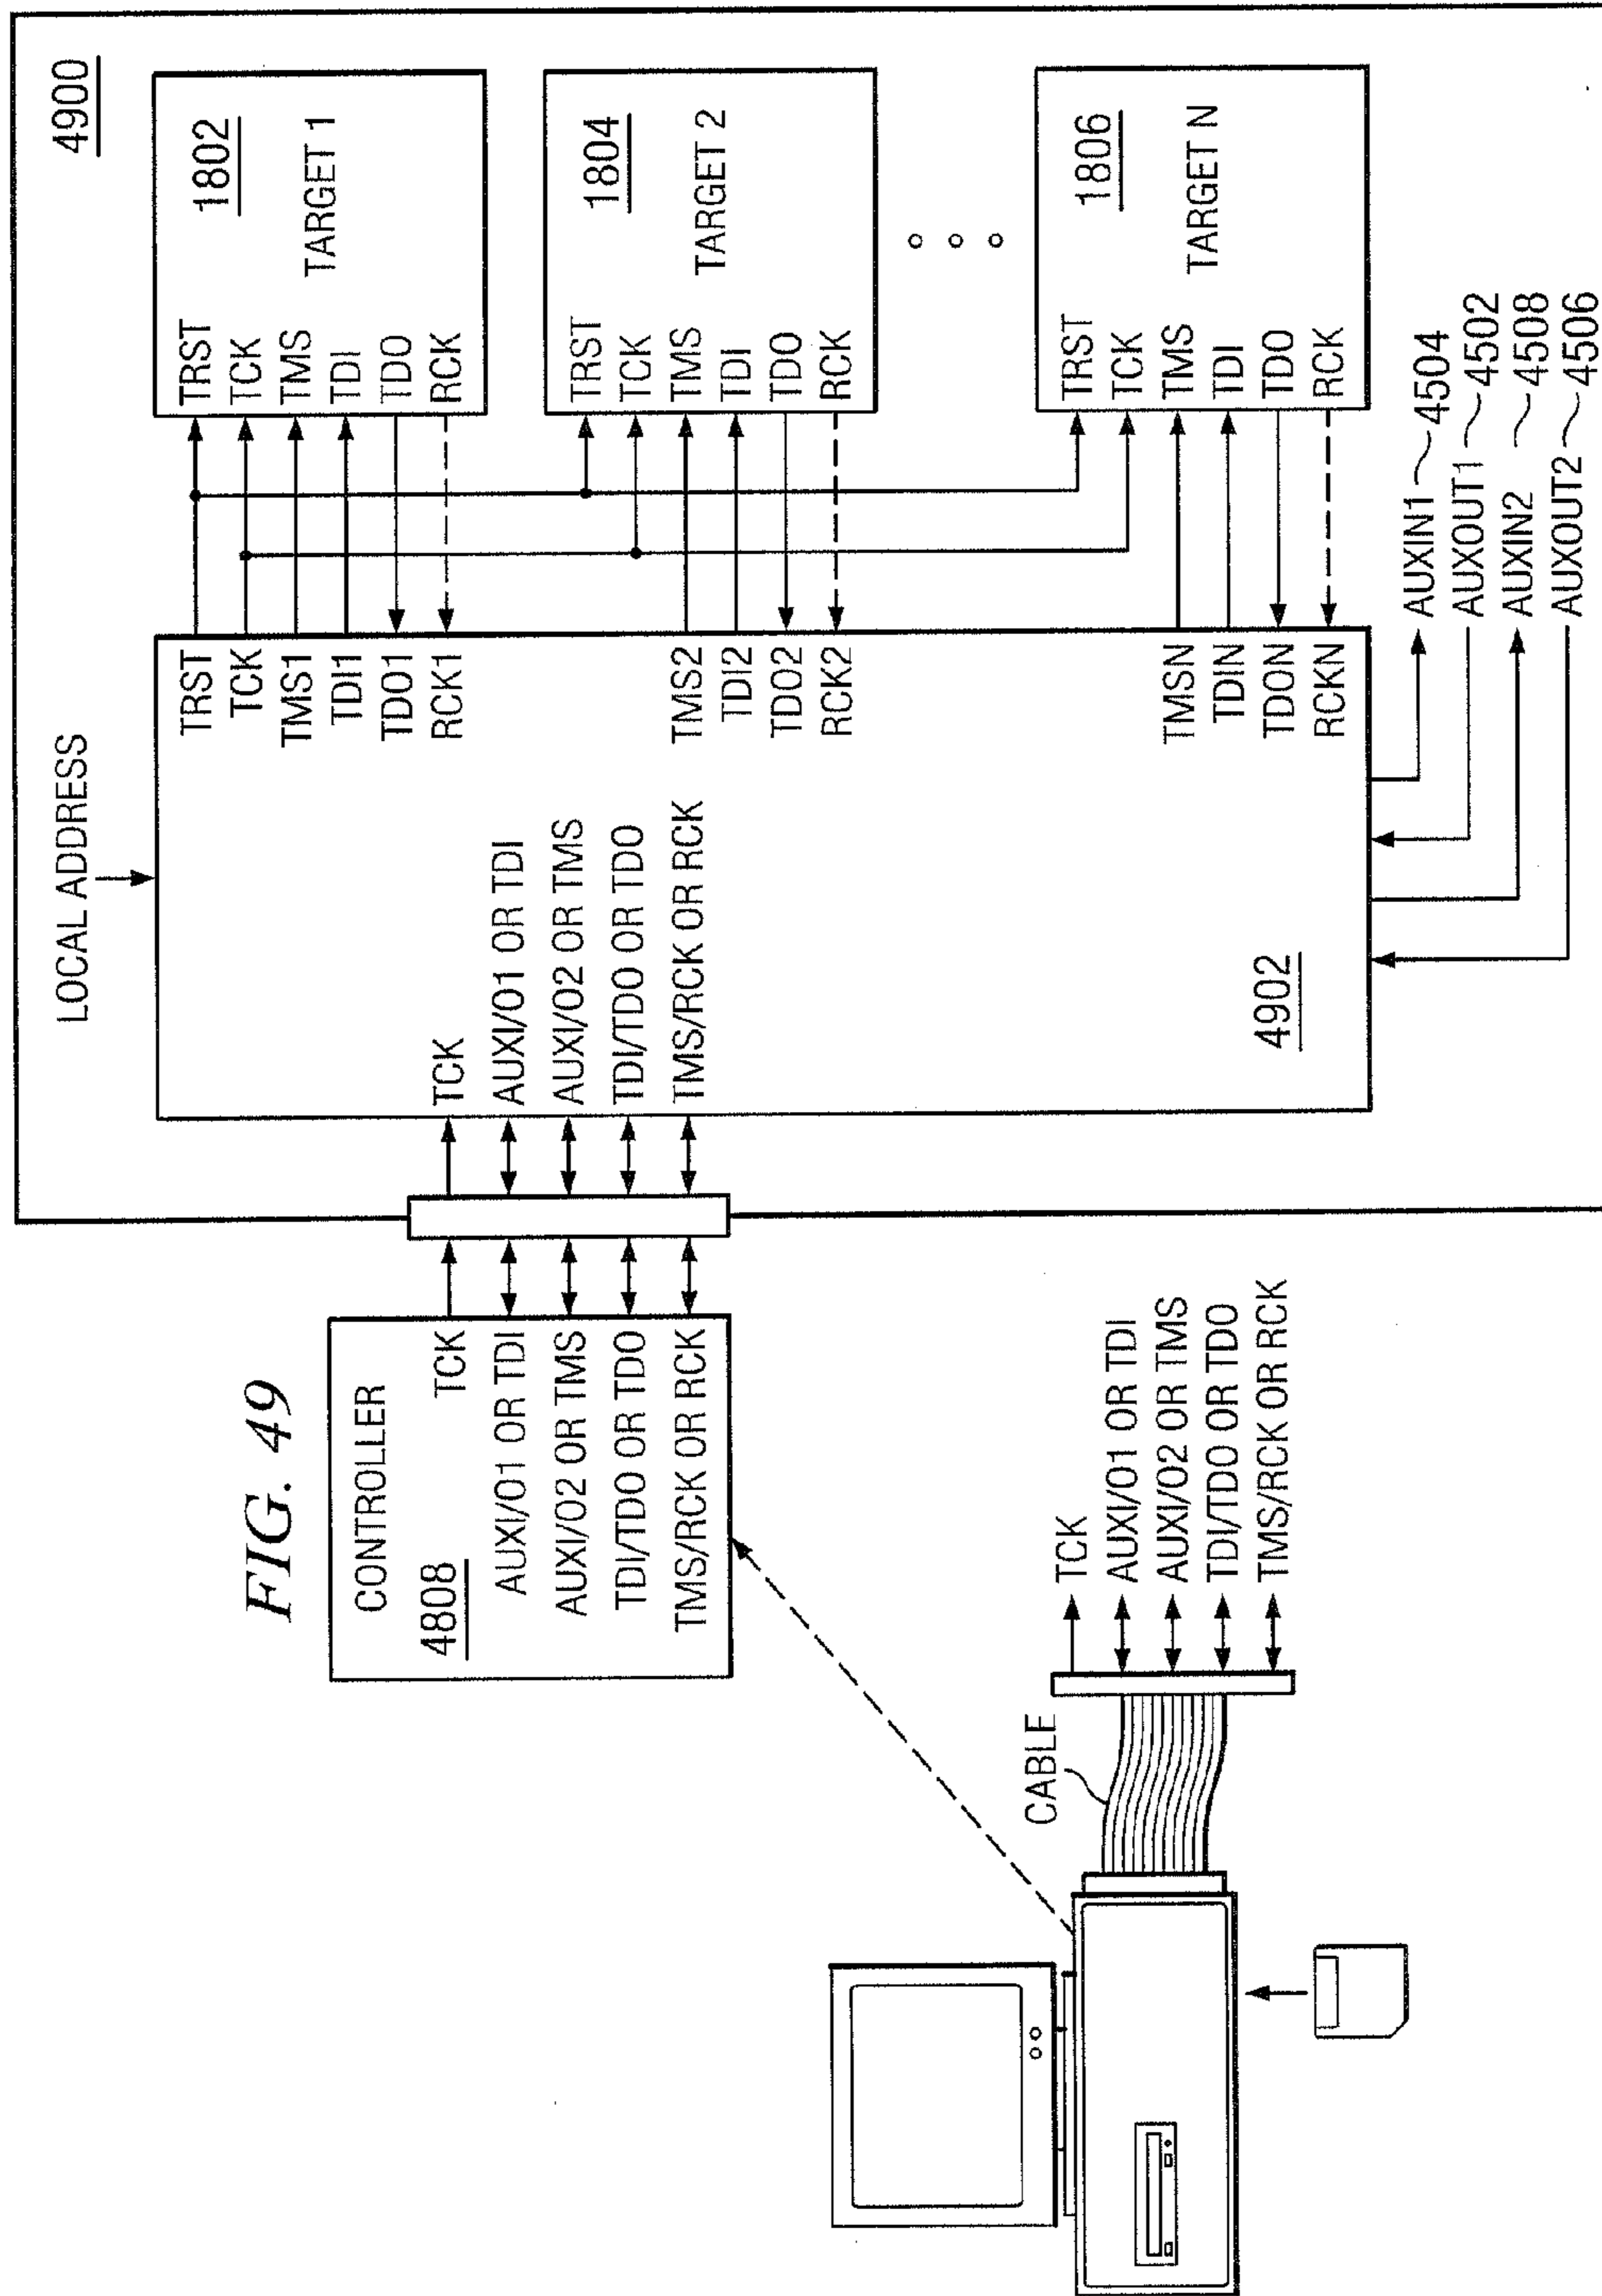 FIG. 49
4900
LOCAL ADDRESS
CONTROLLER
4808
TCK
AUXI/O1 OR TDI
AUXI/O2 OR TMS
TDI/TDO OR TDO
TMS/RCK OR RCK
TCK
AUXI/O1 OR TDI
AUXI/O2 OR TMS
TDI/TDO OR TDO
TMS/RCK OR RCK
4902
TRST
TCK
TMS1
TDI1
TDO1
RCK1
TMS2
TDI2
TDO2
RCK2
TMSN
TDIN
TDON
RCKN
TRST
TCK
TMS
TDI
TDO
RCK
1802
TARGET 1
TRST
TCK
TMS
TDI
TDO
RCK
1804
TARGET 2
TRST
TCK
TMS
TDI
TDO
RCK
1806
TARGET N
AUXIN1 4504
AUXOUT1 4502
AUXIN2 4508
AUXOUT2 4506
CABLE
TCK
AUXI/O1 OR TDI
AUXI/O2 OR TMS
TDI/TDO OR TDO
TMS/RCK OR RCK